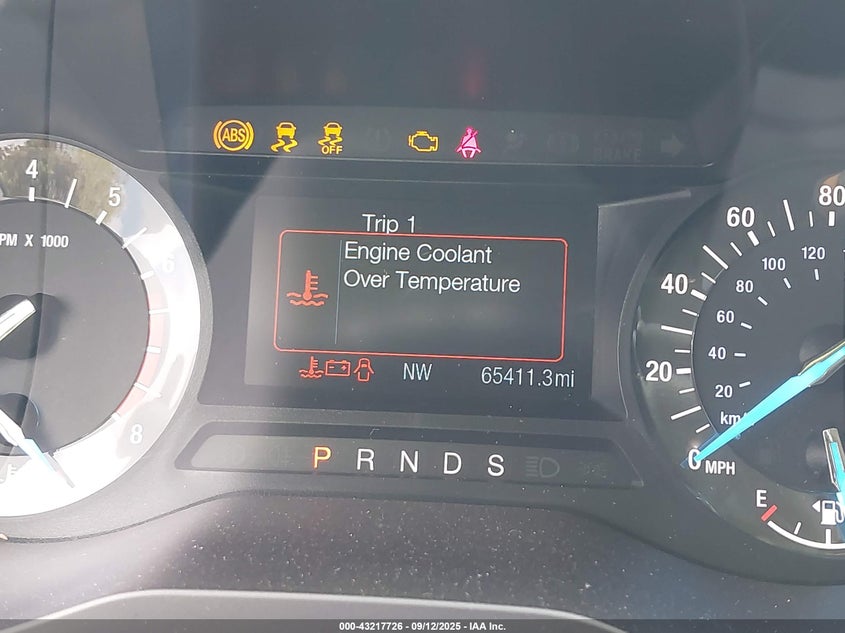 ABS
OFF
BRAKE
Trip 1
Engine Coolant
Over Temperature
NW
65411.3mi
P R N D S
4
5
6
8
PM X 1000
80
60
40
20
0 MPH
120
100
80
60
40
20
km/
E
000-43217726 - 09/12/2025 - IAA Inc.